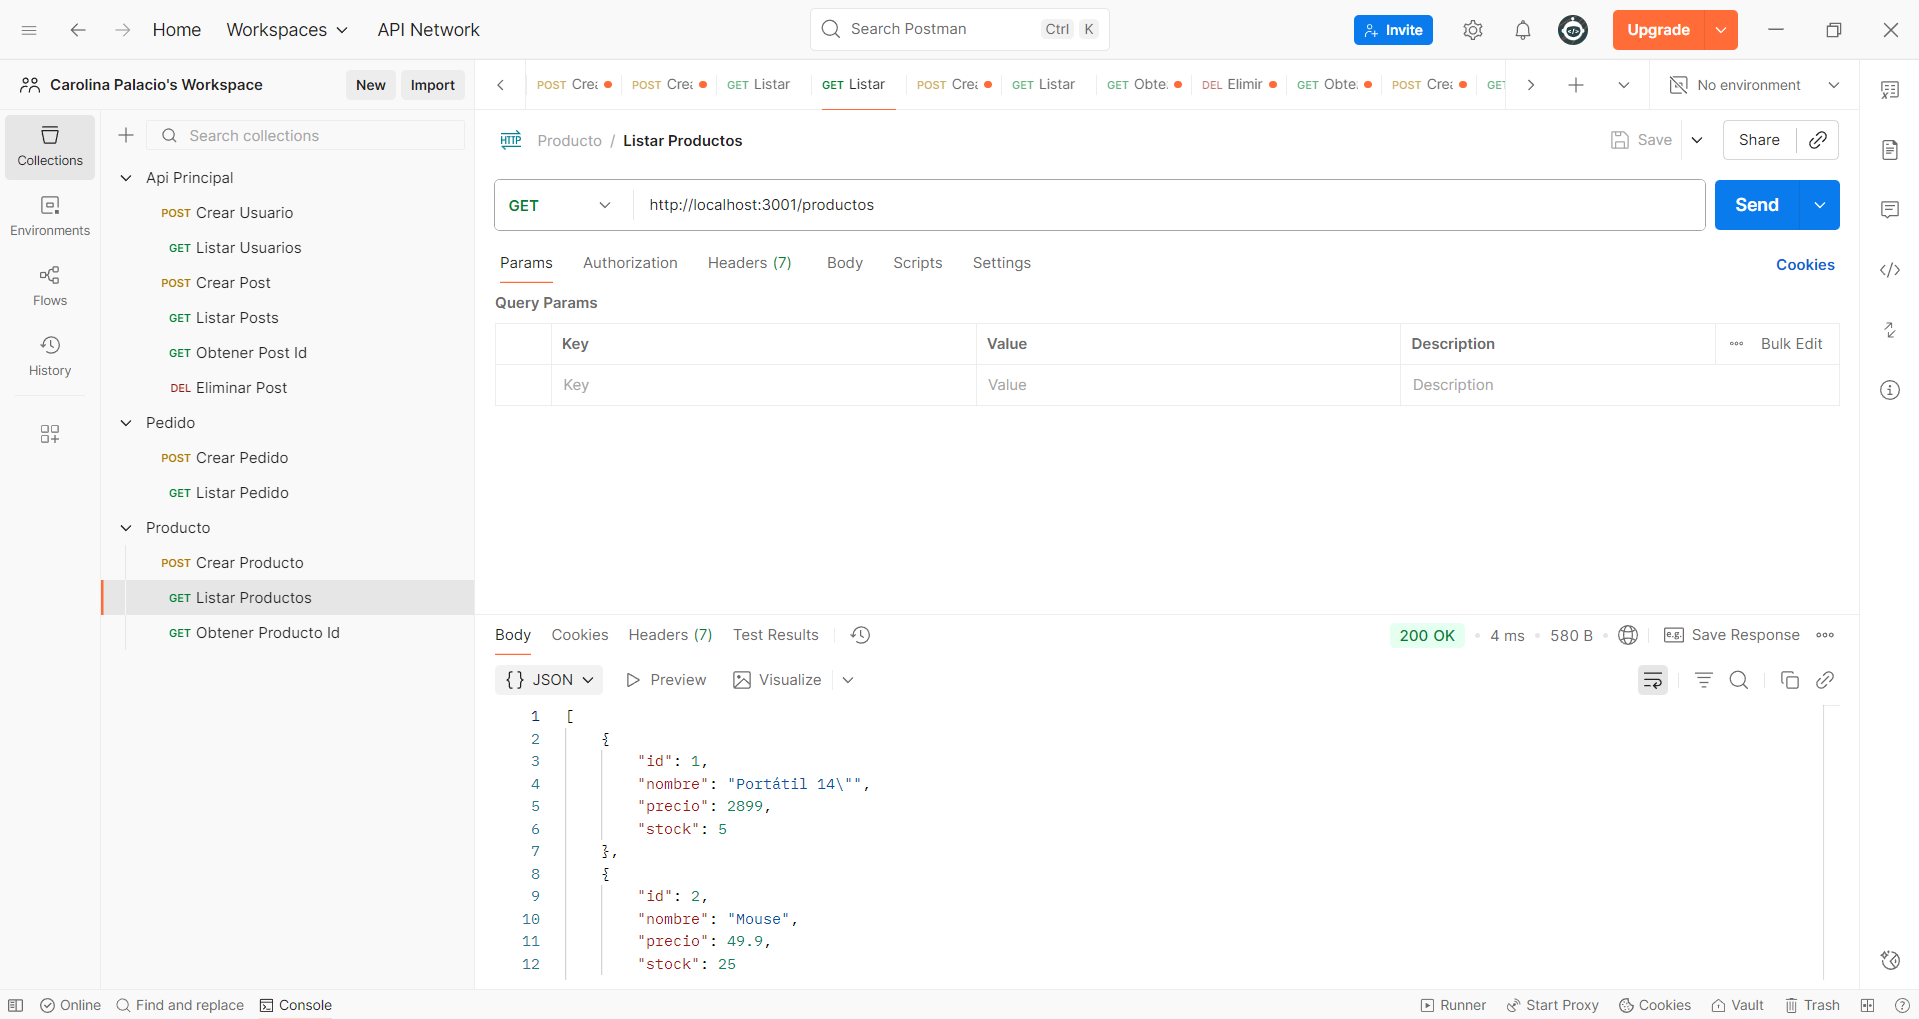 Home Workspaces API Network Search Postman Ctrl K Invite Upgrade
Carolina Palacio's Workspace New Import
POST Crea POST Crea GET Listar GET Listar POST Crea GET Listar GET Obte DEL Elimir GET Obte POST Crea GET No environment
Collections
Environments
Flows
History
Search collections
Api Principal
POST Crear Usuario
GET Listar Usuarios
POST Crear Post
GET Listar Posts
GET Obtener Post Id
DEL Eliminar Post
Pedido
POST Crear Pedido
GET Listar Pedido
Producto
POST Crear Producto
GET Listar Productos
GET Obtener Producto Id
HTTP Producto / Listar Productos Save Share
GET http://localhost:3001/productos Send
Params Authorization Headers (7) Body Scripts Settings Cookies
Query Params
Key Value Description Bulk Edit
Key Value Description
Body Cookies Headers (7) Test Results 200 OK 4 ms 580 B e.g. Save Response
{} JSON Preview Visualize
1 [
2 {
3 "id": 1,
4 "nombre": "Portátil 14\"",
5 "precio": 2899,
6 "stock": 5
7 },
8 {
9 "id": 2,
10 "nombre": "Mouse",
11 "precio": 49.9,
12 "stock": 25
Online Find and replace Console Runner Start Proxy Cookies Vault Trash